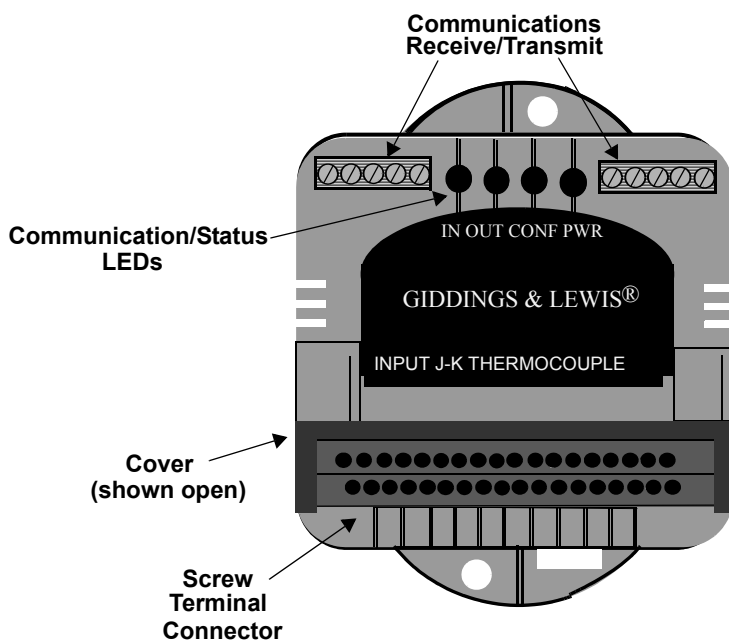 Communications
Receive/Transmit
Communication/Status
LEDs
IN OUT CONF PWR
GIDDINGS & LEWIS®
INPUT J-K THERMOCOUPLE
Cover
(shown open)
Screw
Terminal
Connector